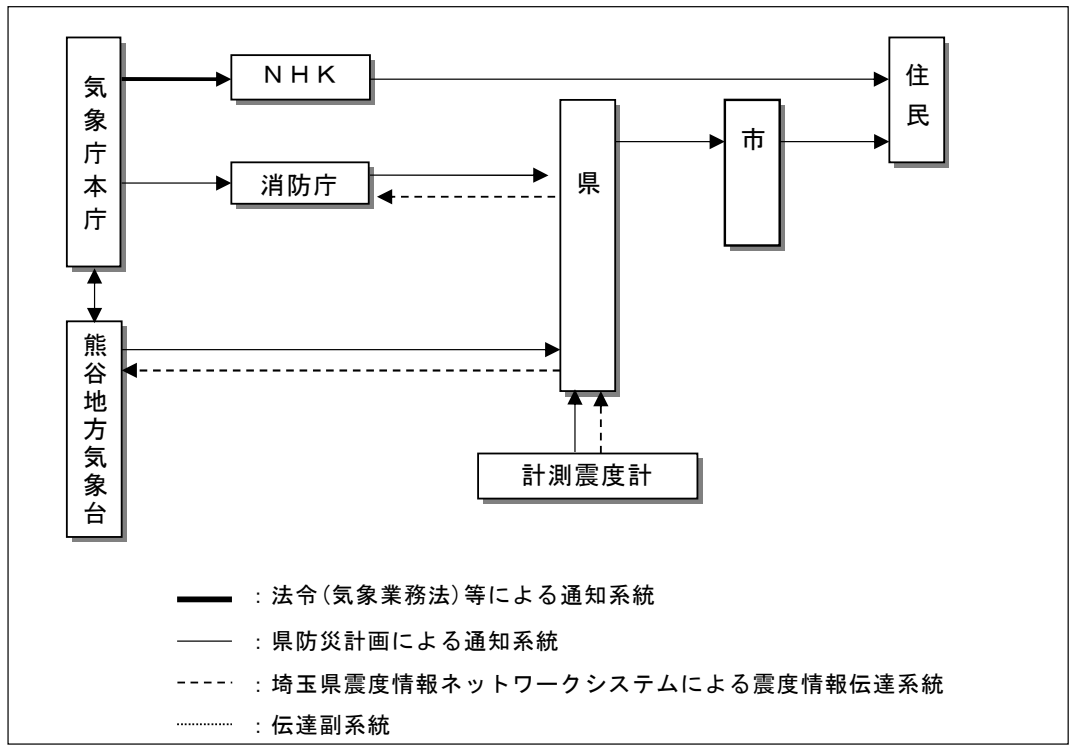 気象庁本庁
ＮＨＫ
住民
消防庁
県
市
熊谷地方気象台
計測震度計
：法令(気象業務法)等による通知系統
：県防災計画による通知系統
：埼玉県震度情報ネットワークシステムによる震度情報伝達系統
：伝達副系統